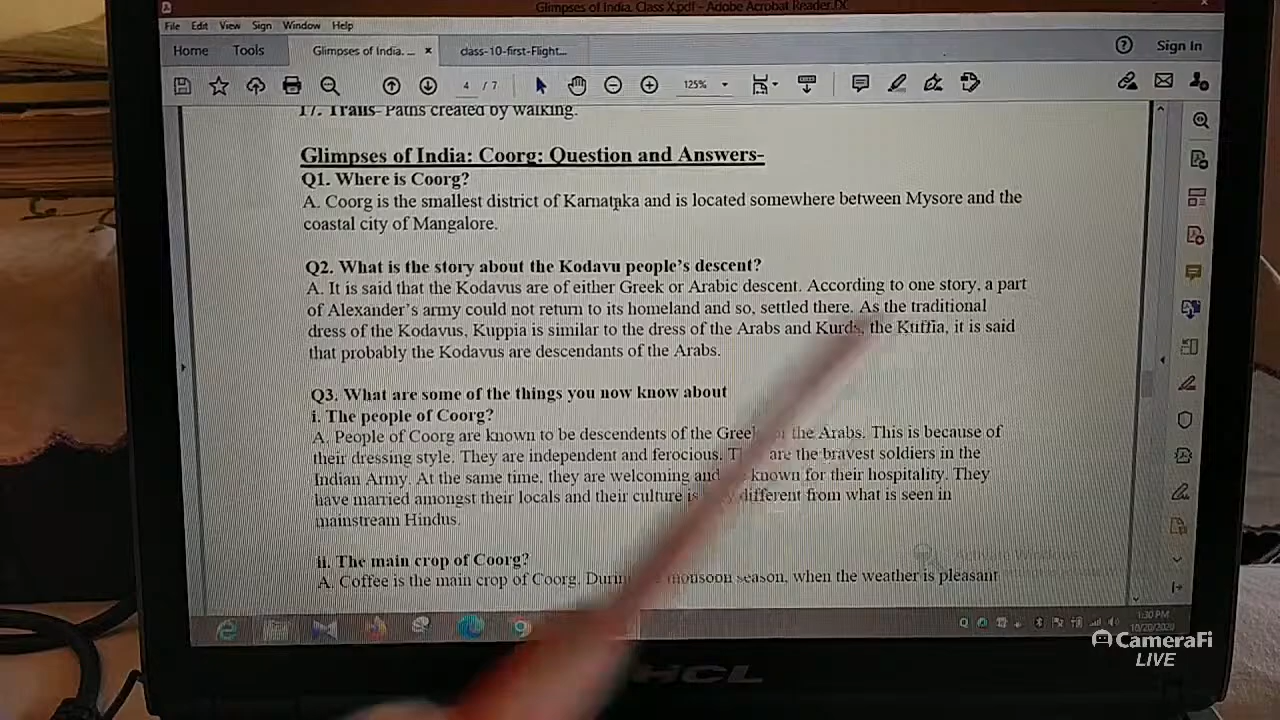 Glimpses of India. Class X.pdf - Adobe Acrobat Reader DC
File Edit View Sign Window Help
Home Tools Glimpses of India. ... × class-10-first-Flight... Sign In
4 / 7 125%
17. Trails- Paths created by walking.
Glimpses of India: Coorg: Question and Answers-
Q1. Where is Coorg?
A. Coorg is the smallest district of Karnataka and is located somewhere between Mysore and the
coastal city of Mangalore.
Q2. What is the story about the Kodavu people's descent?
A. It is said that the Kodavus are of either Greek or Arabic descent. According to one story, a part
of Alexander's army could not return to its homeland and so, settled there. As the traditional
dress of the Kodavus, Kuppia is similar to the dress of the Arabs and Kurds, the Kuffia, it is said
that probably the Kodavus are descendants of the Arabs.
Q3. What are some of the things you now know about
i. The people of Coorg?
A. People of Coorg are known to be descendents of the the Arabs. This is because of
their dressing style. They are independent and ferocious. are the bravest soldiers in the
Indian Army. At the same time, they are welcoming and known for their hospitality. They
have married amongst their locals and their culture is different from what is seen in
mainstream Hindus.
ii. The main crop of Coorg?
A. Coffee is the main crop of Coorg. monsoon season, when the weather is pleasant
Activate Windows
1:30 PM
10/20/2020
CameraFi
LIVE
HCL